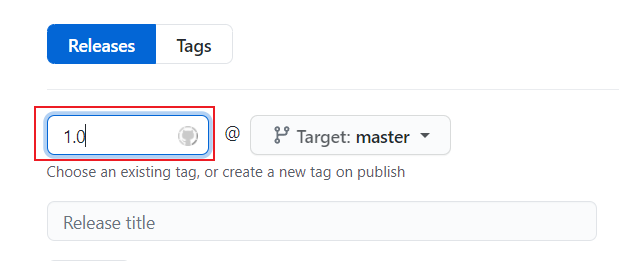 Releases Tags
1.0 @ Target: master
Choose an existing tag, or create a new tag on publish
Release title